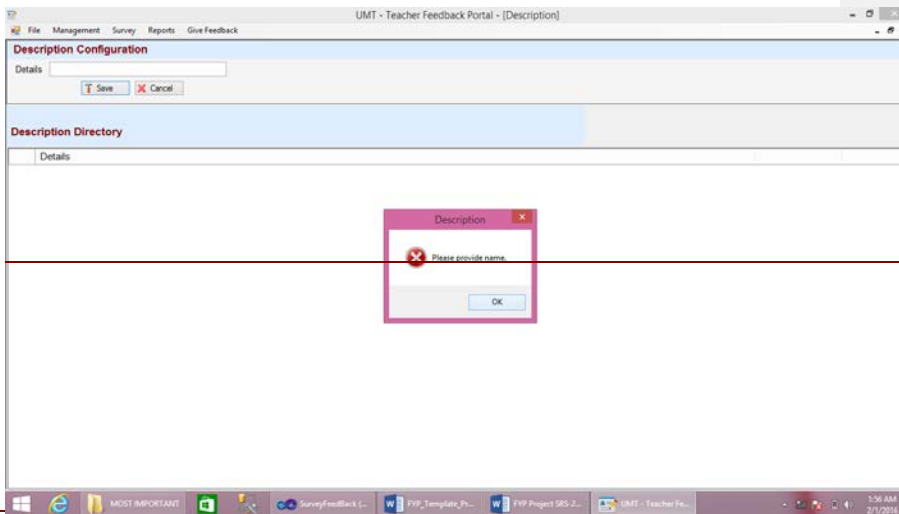 UMT - Teacher Feedback Portal - [Description]
File Management Survey Reports Give Feedback
Description Configuration
Details
Save Cancel
Description Directory
Details
Description
Please provide name.
OK
MOST IMPORTANT SurveyFeedBack (... FYP_Template_Pr... FYP Project SRS-2... UMT - Teacher Fe... 1:56 AM
2/1/2016